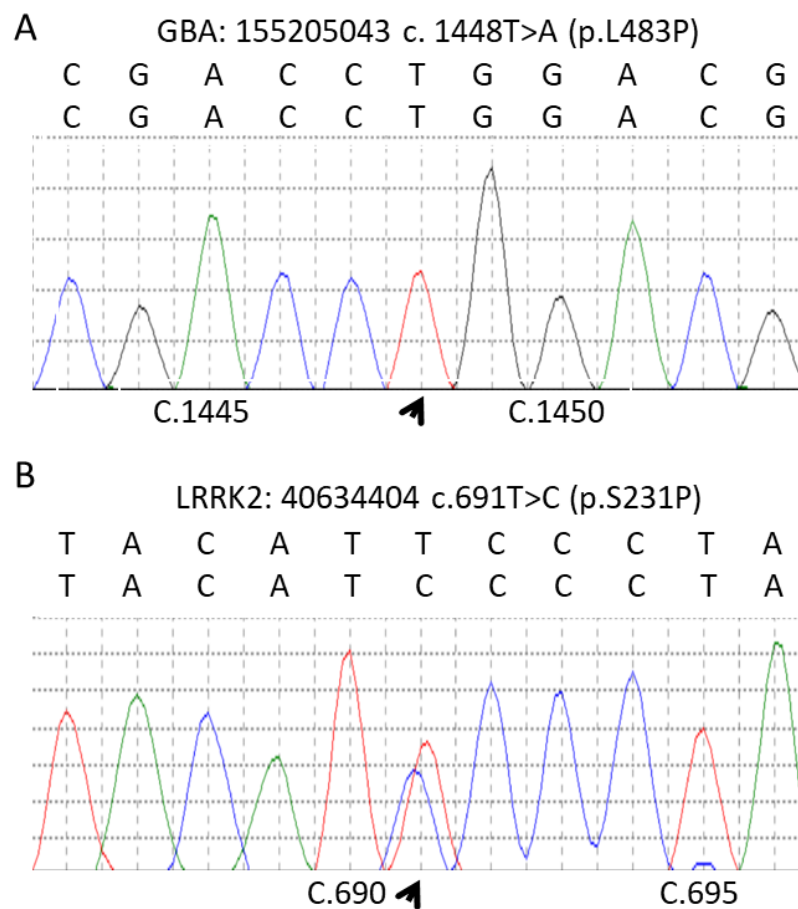 A
GBA: 155205043 c. 1448T>A (p.L483P)
C G A C C T G G A C G
C G A C C T G G A C G
C.1445 C.1450
B
LRRK2: 40634404 c.691T>C (p.S231P)
T A C A T T C C C T A
T A C A T C C C C T A
C.690 C.695